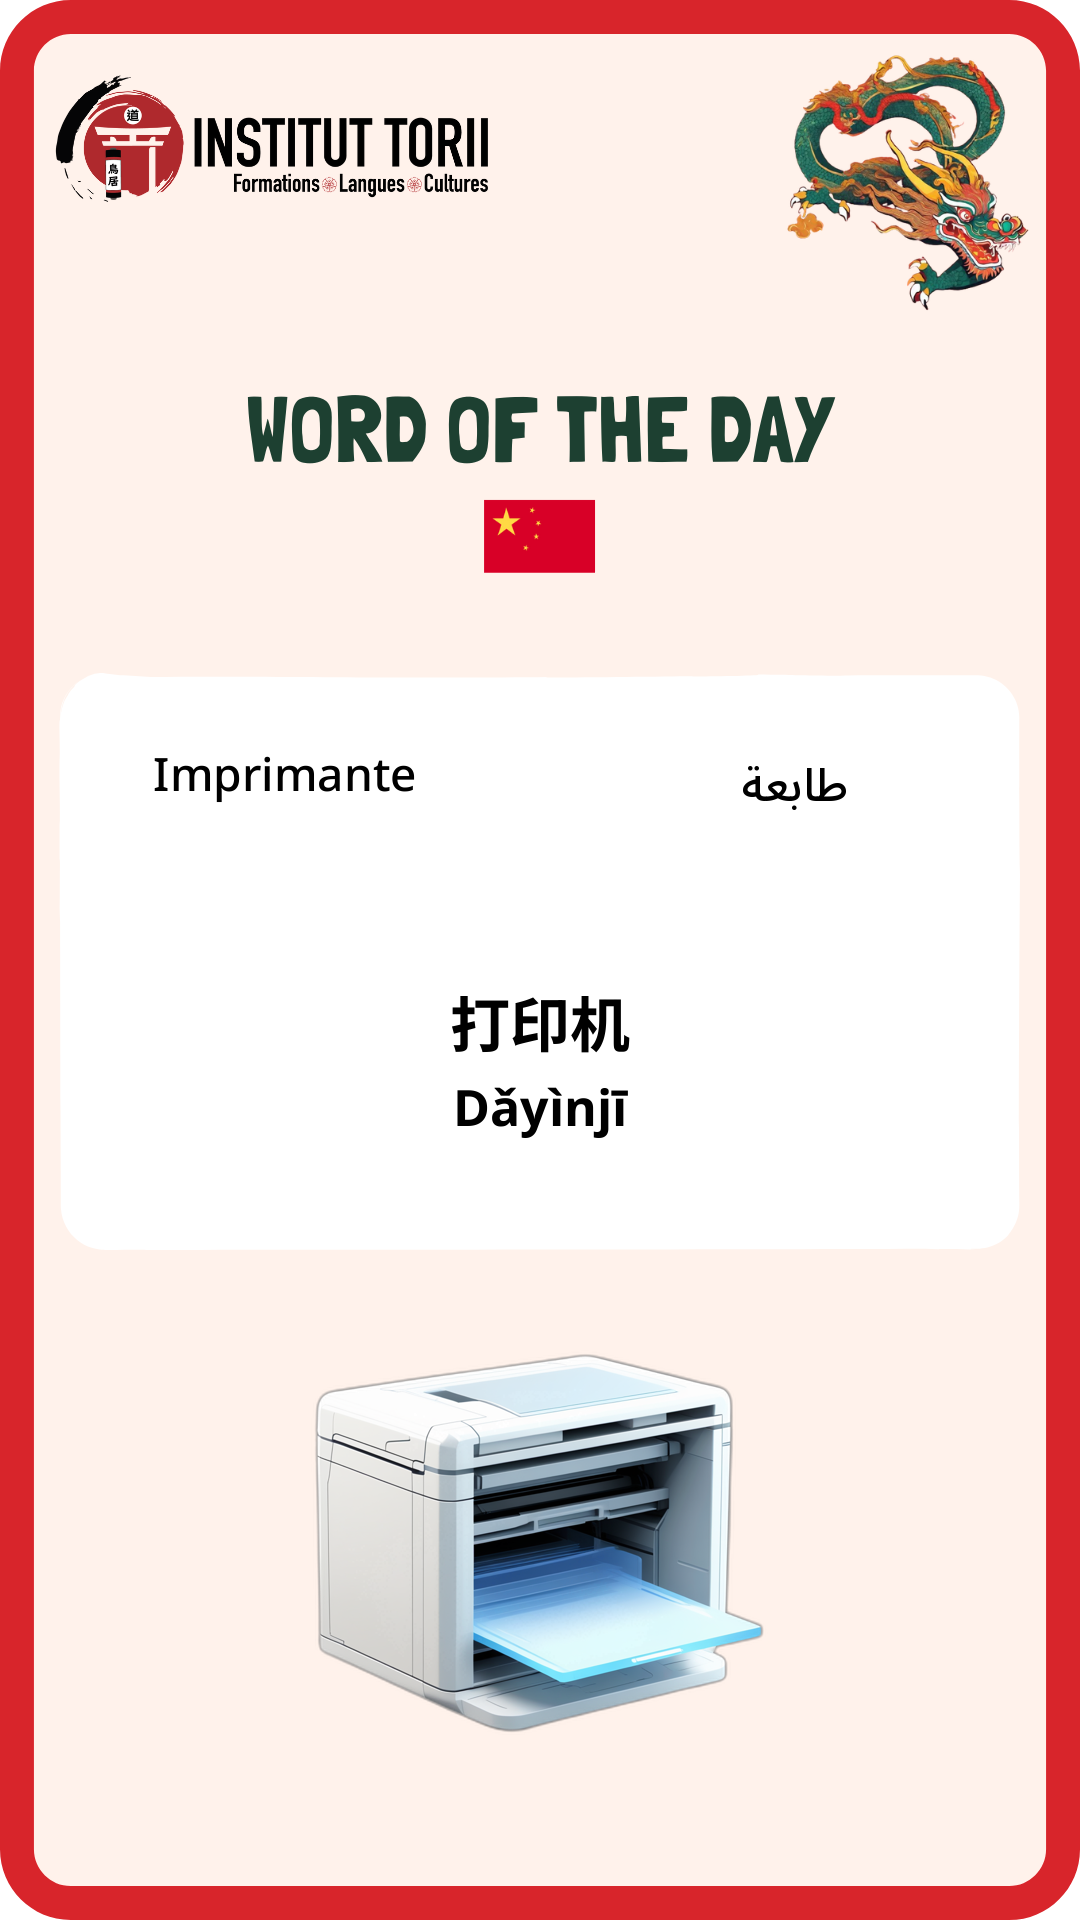 道
鳥居
INSTITUT TORII
Formations Langues Cultures
WORD OF THE DAY
Imprimante
طابعة
打印机
Dǎyìnjī